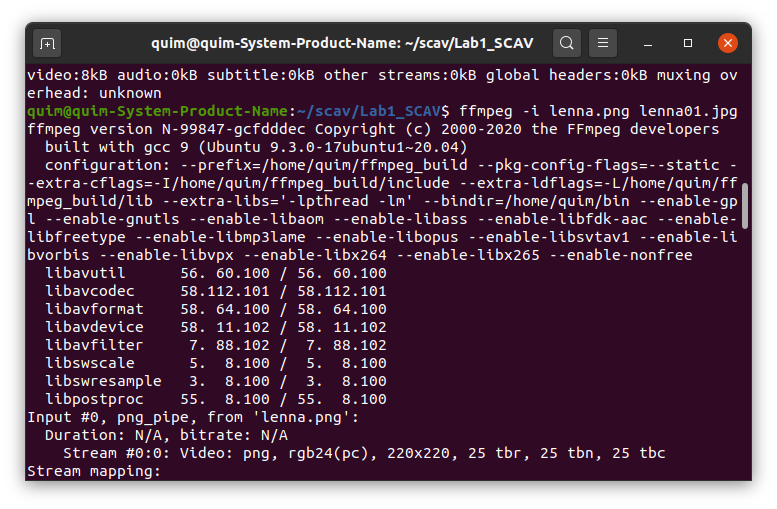 quim@quim-System-Product-Name: ~/scav/Lab1_SCAV
video:8kB audio:0kB subtitle:0kB other streams:0kB global headers:0kB muxing ov
erhead: unknown
quim@quim-System-Product-Name:~/scav/Lab1_SCAV$ ffmpeg -i lenna.png lenna01.jpg
ffmpeg version N-99847-gcfdddec Copyright (c) 2000-2020 the FFmpeg developers
  built with gcc 9 (Ubuntu 9.3.0-17ubuntu1~20.04)
  configuration: --prefix=/home/quim/ffmpeg_build --pkg-config-flags=--static -
-extra-cflags=-I/home/quim/ffmpeg_build/include --extra-ldflags=-L/home/quim/ff
mpeg_build/lib --extra-libs='-lpthread -lm' --bindir=/home/quim/bin --enable-gp
l --enable-gnutls --enable-libaom --enable-libass --enable-libfdk-aac --enable-
libfreetype --enable-libmp3lame --enable-libopus --enable-libsvtav1 --enable-li
bvorbis --enable-libvpx --enable-libx264 --enable-libx265 --enable-nonfree
  libavutil      56. 60.100 / 56. 60.100
  libavcodec     58.112.101 / 58.112.101
  libavformat    58. 64.100 / 58. 64.100
  libavdevice    58. 11.102 / 58. 11.102
  libavfilter     7. 88.102 /  7. 88.102
  libswscale      5.  8.100 /  5.  8.100
  libswresample   3.  8.100 /  3.  8.100
  libpostproc    55.  8.100 / 55.  8.100
Input #0, png_pipe, from 'lenna.png':
  Duration: N/A, bitrate: N/A
    Stream #0:0: Video: png, rgb24(pc), 220x220, 25 tbr, 25 tbn, 25 tbc
Stream mapping: